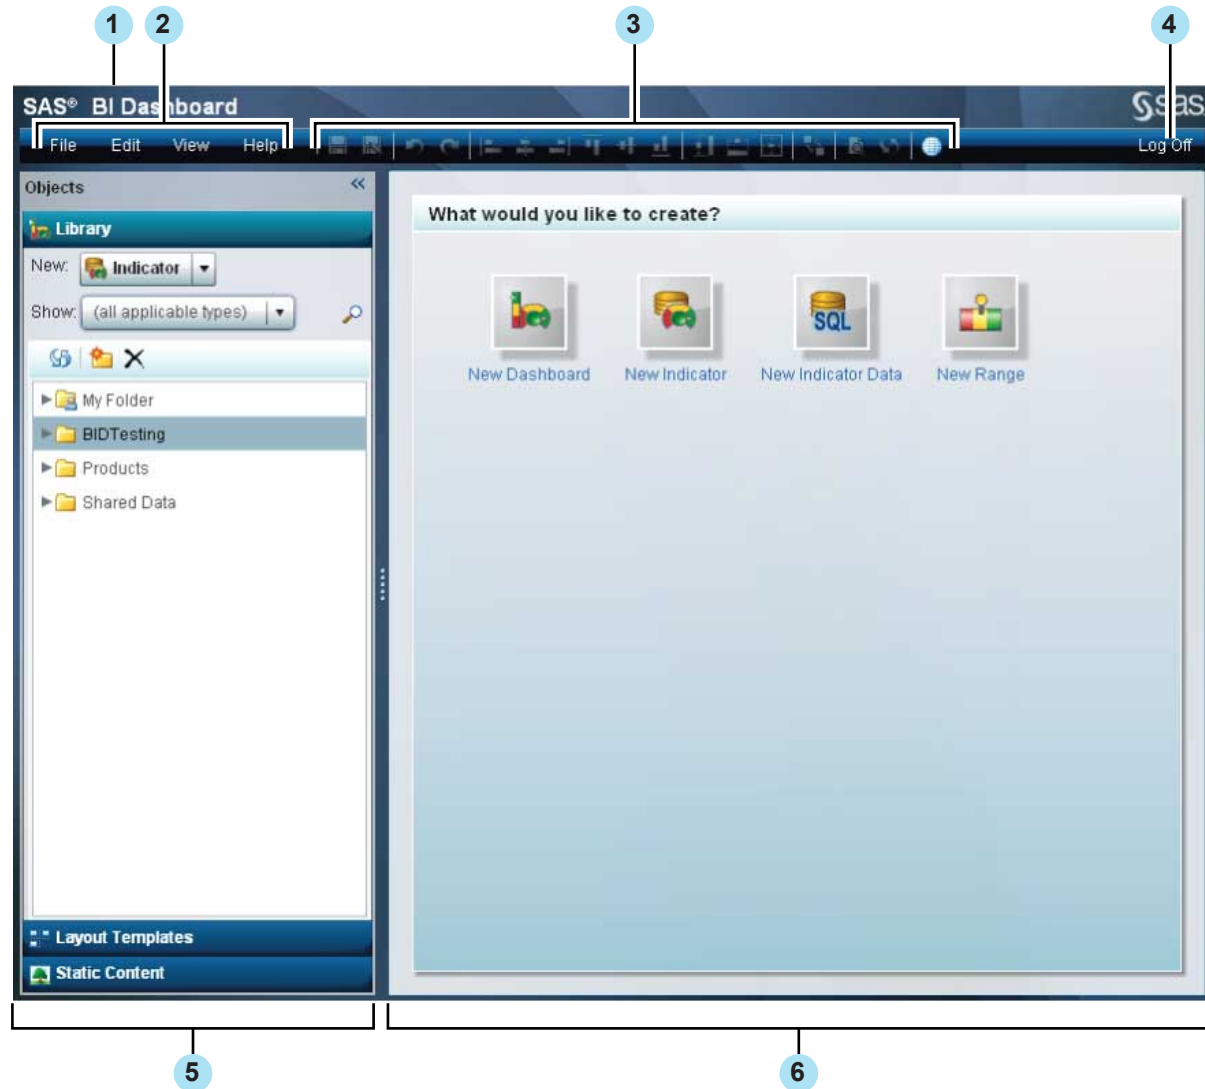 1 2 3 4
SAS® BI Dashboard
sas
File Edit View Help
Log Off
Objects
Library
New: Indicator
Show: (all applicable types)
My Folder
BIDTesting
Products
Shared Data
Layout Templates
Static Content
What would you like to create?
SQL
New Dashboard New Indicator New Indicator Data New Range
5 6